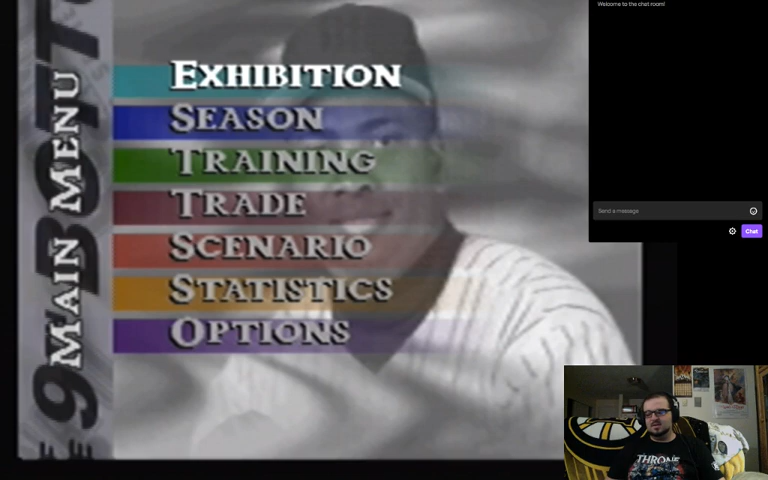 Welcome to the chat room!
EXHIBITION
SEASON
TRAINING
TRADE
SCENARIO
STATISTICS
OPTIONS
MAIN MENU
Send a message
Chat
THRONE